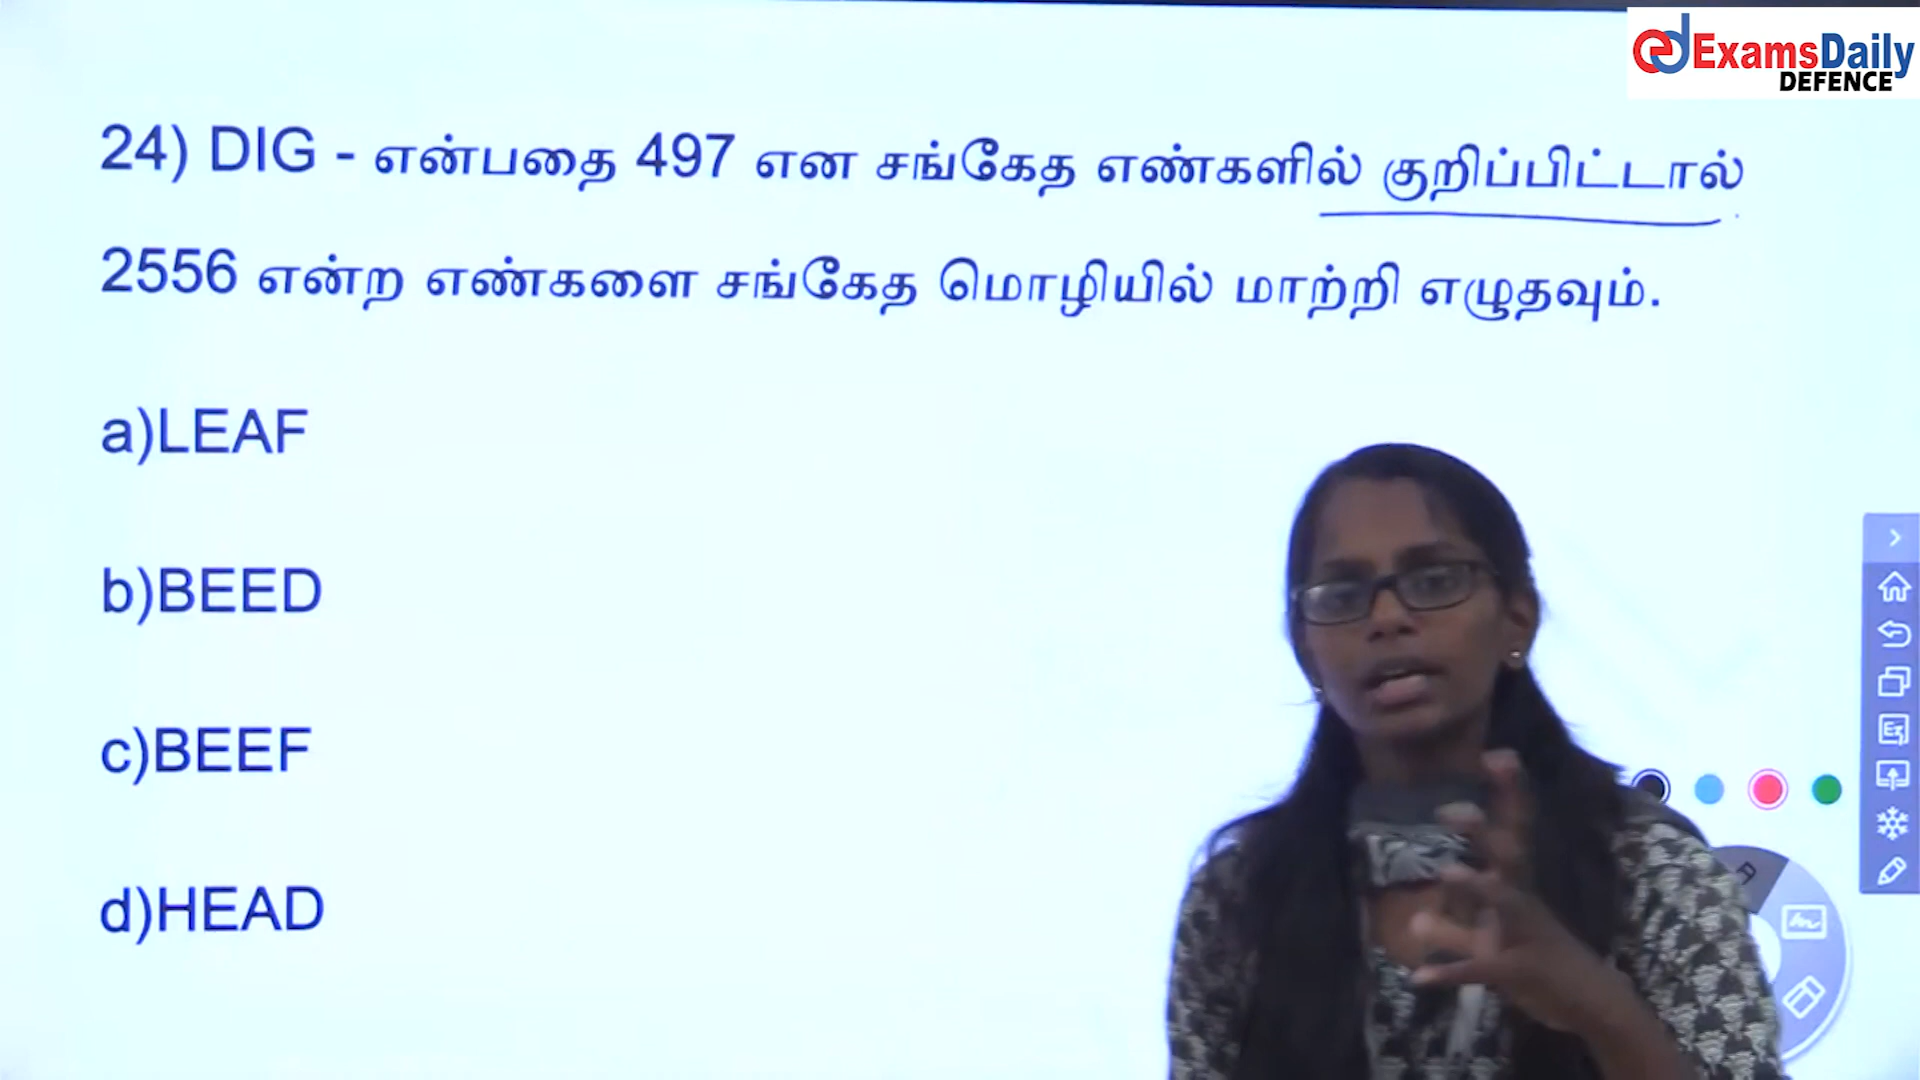 ExamsDaily
DEFENCE
24) DIG - என்பதை 497 என சங்கேத எண்களில் குறிப்பிட்டால்
2556 என்ற எண்களை சங்கேத மொழியில் மாற்றி எழுதவும்.
a)LEAF
b)BEED
c)BEEF
d)HEAD